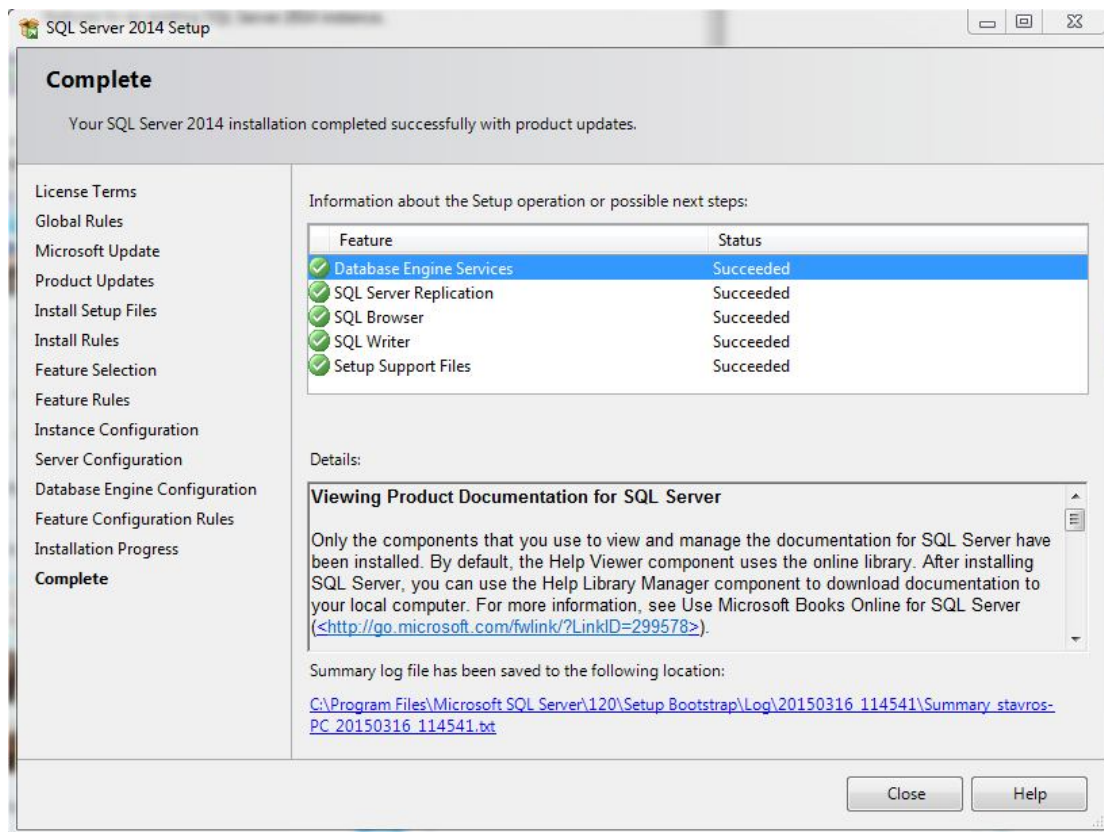 SQL Server 2014 Setup
Complete
Your SQL Server 2014 installation completed successfully with product updates.
License Terms
Global Rules
Microsoft Update
Product Updates
Install Setup Files
Install Rules
Feature Selection
Feature Rules
Instance Configuration
Server Configuration
Database Engine Configuration
Feature Configuration Rules
Installation Progress
Complete
Information about the Setup operation or possible next steps:
Feature Status
Database Engine Services Succeeded
SQL Server Replication Succeeded
SQL Browser Succeeded
SQL Writer Succeeded
Setup Support Files Succeeded
Details:
Viewing Product Documentation for SQL Server
Only the components that you use to view and manage the documentation for SQL Server have
been installed. By default, the Help Viewer component uses the online library. After installing
SQL Server, you can use the Help Library Manager component to download documentation to
your local computer. For more information, see Use Microsoft Books Online for SQL Server
(<http://go.microsoft.com/fwlink/?LinkID=299578>).
Summary log file has been saved to the following location:
C:\Program Files\Microsoft SQL Server\120\Setup Bootstrap\Log\20150316_114541\Summary_stavros-
PC_20150316_114541.txt
Close Help